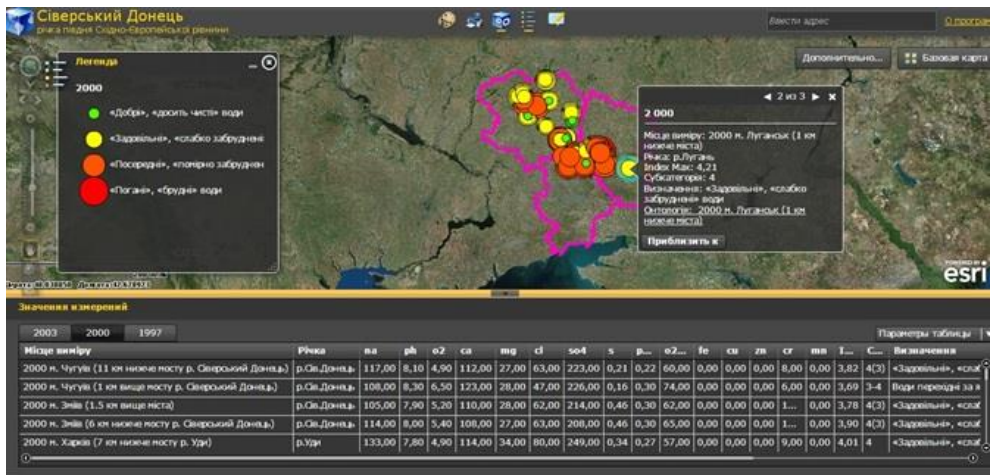 Сіверський Донець
річка півдня Східно-Європейської рівнини
Ввести адрес
О програм
Дополнительно...
Базовая карта
Легенда
2000
«Добрі», «досить чисті» води
«Задовільні», «слабко забруднені
«Посередні», «помірно забруднен
«Погані», «брудні» води
2 из 3
2 000
Місце виміру: 2000 м. Луганськ (1 км
нижче міста)
Річка: р.Лугань
Index Max: 4,21
Субкатегорія: 4
Визначення: «Задовільні», «слабко
забруднені» води
Онтологія: 2000 м. Луганськ (1 км
нижче міста)
Приблизить к
POWERED BY
esri
Значения измерений
2003 2000 1997
Параметры таблицы
Місце виміру Річка na ph o2 ca mg cl so4 s p... o2... fe cu zn cr mn I... C... Визначення
2000 м. Чугуїв (11 км нижче мосту р. Сіверський Донець) р.Сів.Донець 117,00 8,10 4,90 112,00 27,00 63,00 223,00 0,21 0,22 60,00 0,00 0,00 0,00 8,00 0,00 3,82 4(3) «Задовільні», «слаб
2000 м. Чугуїв (1 км вище мосту р. Сіверський Донець) р.Сів.Донець 108,00 8,30 6,50 123,00 28,00 47,00 226,00 0,16 0,30 74,00 0,00 0,00 0,00 6,00 0,00 3,69 3-4 Води перехідні за я
2000 м. Зміїв (1.5 км вище міста) р.Сів.Донець 105,00 7,90 5,20 110,00 28,00 62,00 214,00 0,46 0,30 62,00 0,00 0,00 0,00 1... 0,00 3,78 4(3) «Задовільні», «слаб
2000 м. Зміїв (6 км нижче мосту р. Сіверський Донець) р.Сів.Донець 114,00 8,00 5,40 108,00 27,00 63,00 208,00 0,46 0,30 65,00 0,00 0,00 0,00 1... 0,00 3,90 4(3) «Задовільні», «слаб
2000 м. Харків (7 км нижче мосту р. Уди) р.Уди 133,00 7,80 4,90 114,00 34,00 80,00 249,00 0,34 0,27 57,00 0,00 0,00 0,00 9,00 0,00 4,01 4 «Задовільні», «слаб